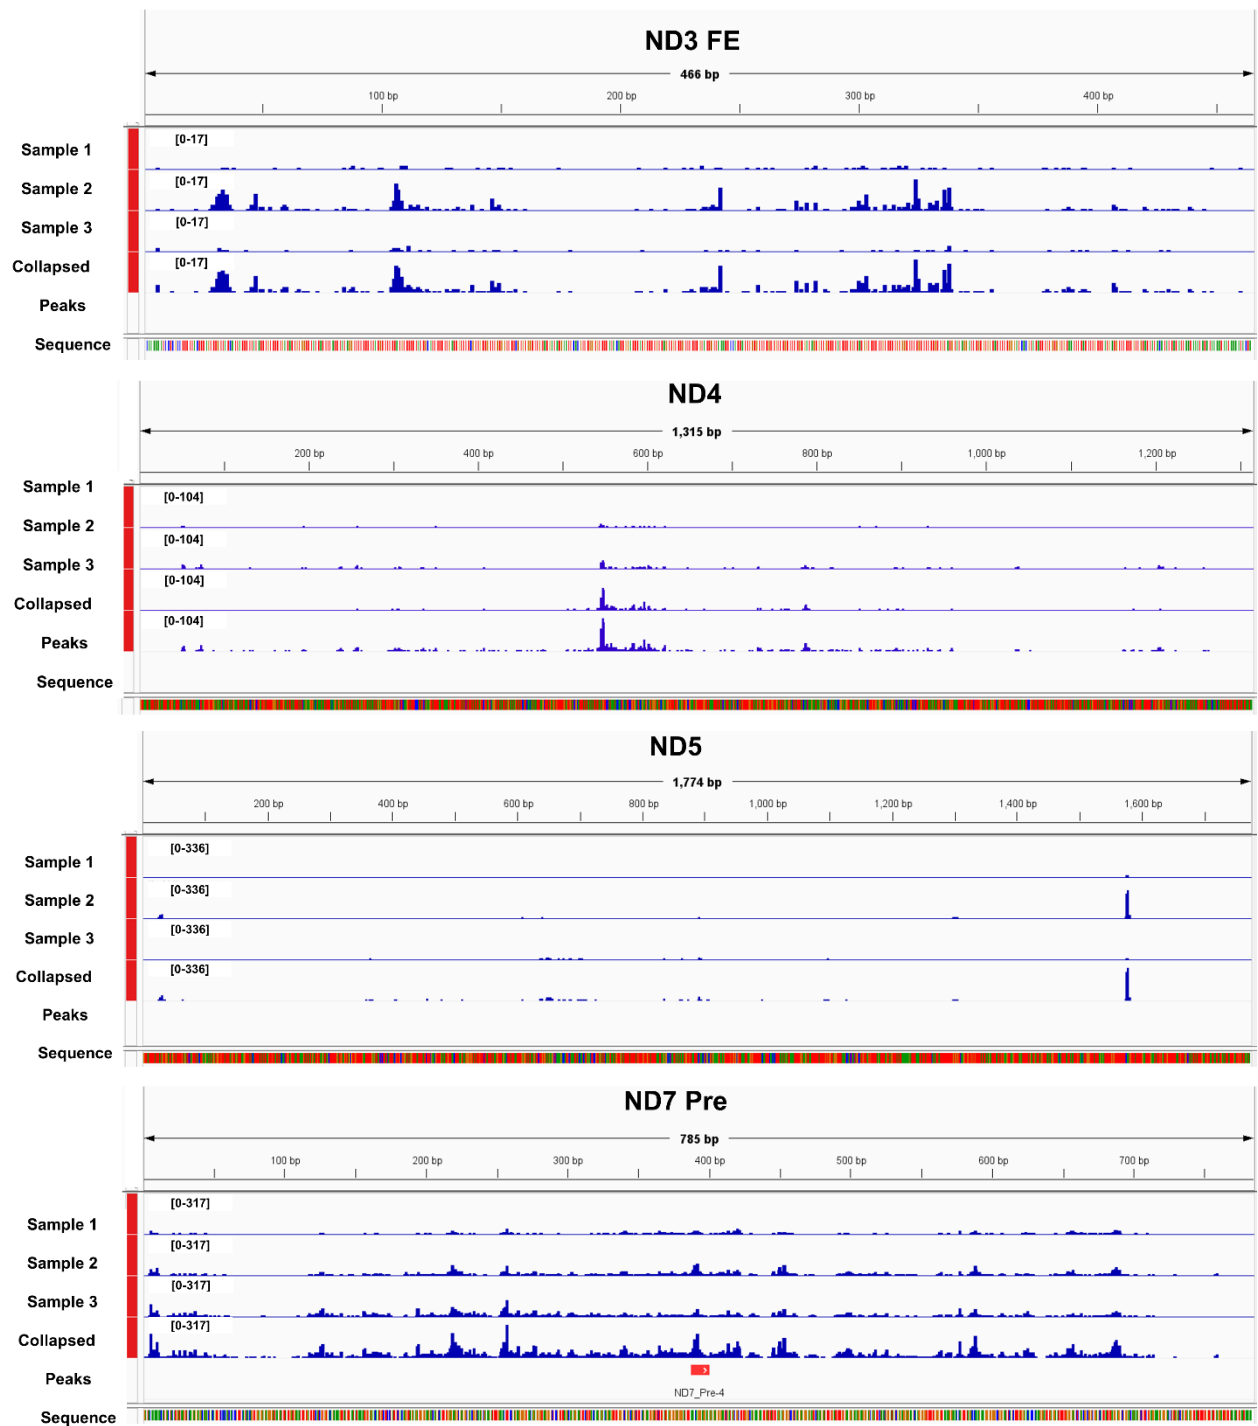 ND3 FE
466 bp
100 bp 200 bp 300 bp 400 bp
Sample 1 [0-17]
Sample 2 [0-17]
Sample 3 [0-17]
Collapsed [0-17]
Peaks
Sequence
ND4
1,315 bp
200 bp 400 bp 600 bp 800 bp 1,000 bp 1,200 bp
Sample 1 [0-104]
Sample 2 [0-104]
Sample 3 [0-104]
Collapsed [0-104]
Peaks
Sequence
ND5
1,774 bp
200 bp 400 bp 600 bp 800 bp 1,000 bp 1,200 bp 1,400 bp 1,600 bp
Sample 1 [0-336]
Sample 2 [0-336]
Sample 3 [0-336]
Collapsed [0-336]
Peaks
Sequence
ND7 Pre
785 bp
100 bp 200 bp 300 bp 400 bp 500 bp 600 bp 700 bp
Sample 1 [0-317]
Sample 2 [0-317]
Sample 3 [0-317]
Collapsed [0-317]
Peaks
ND7_Pre-4
Sequence